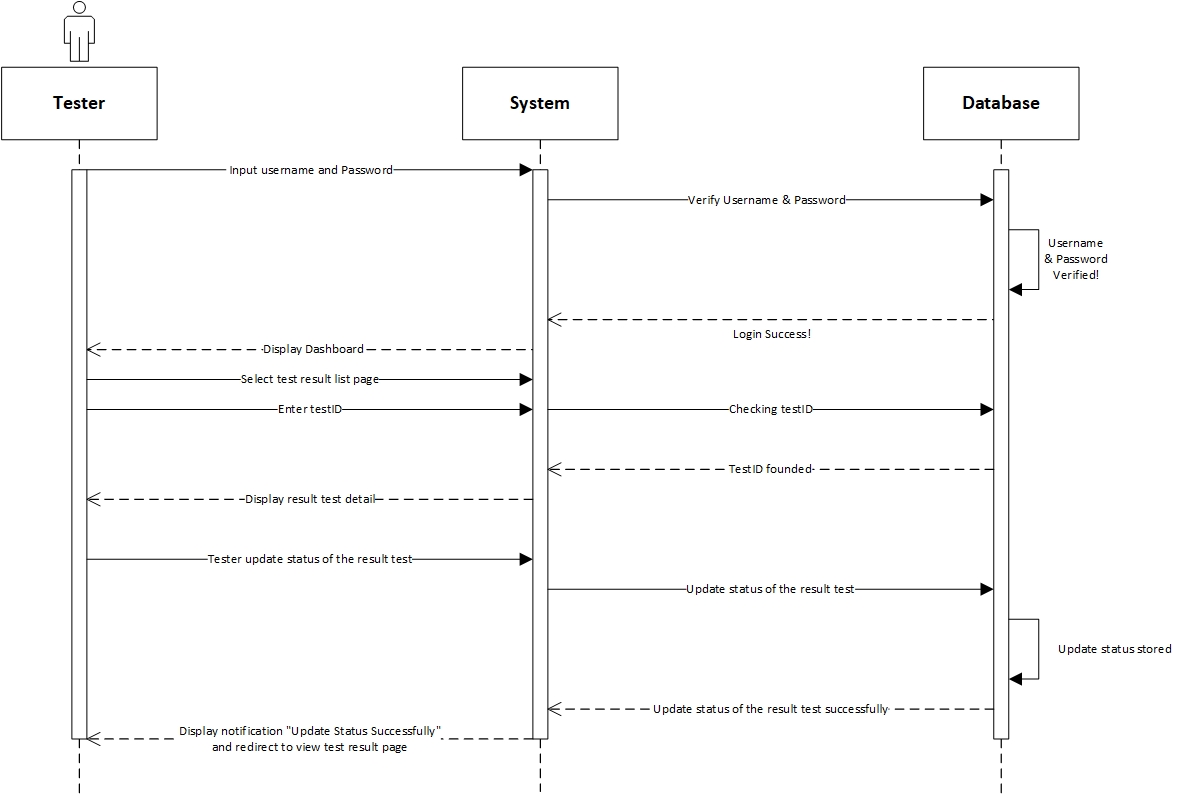 Tester
System
Database
Input username and Password
Verify Username & Password
Username
& Password
Verified!
Login Success!
Display Dashboard
Select test result list page
Enter testID
Checking testID
TestID founded
Display result test detail
Tester update status of the result test
Update status of the result test
Update status stored
Update status of the result test successfully
Display notification "Update Status Successfully"
and redirect to view test result page